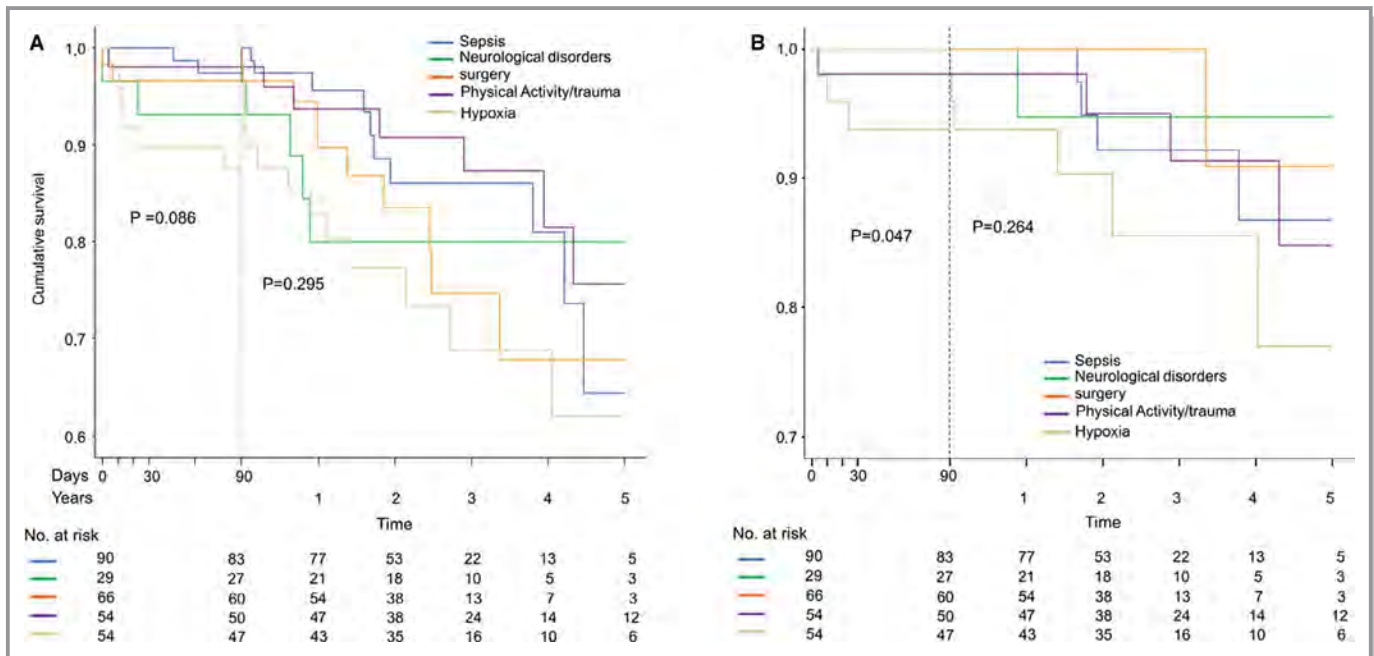 A
1,0
0,9
0,8
0,7
0,6
Cumulative survival
Sepsis
Neurological disorders
surgery
Physical Activity/trauma
Hypoxia
P =0.086
P=0.295
Days 0 30 90
Years 1 2 3 4 5
Time
No. at risk
90 83 77 53 22 13 5
29 27 21 18 10 5 3
66 60 54 38 13 7 3
54 50 47 38 24 14 12
54 47 43 35 16 10 6
B
1,0
0,9
0,8
0,7
P=0.047
P=0.264
Sepsis
Neurological disorders
surgery
Physical Activity/trauma
Hypoxia
0 30 90
1 2 3 4 5
Time
No. at risk
90 83 77 53 22 13 5
29 27 21 18 10 5 3
66 60 54 38 13 7 3
54 50 47 38 24 14 12
54 47 43 35 16 10 6